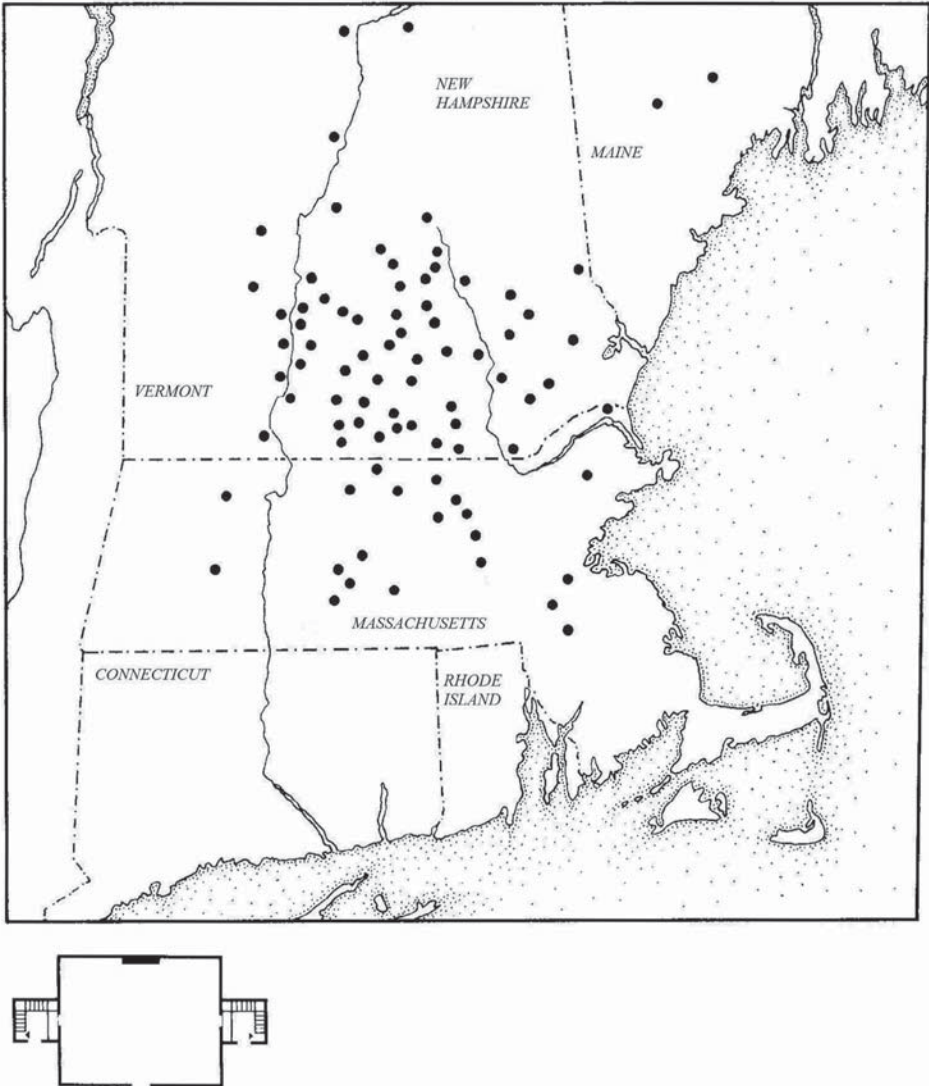 NEW
HAMPSHIRE
MAINE
VERMONT
MASSACHUSETTS
CONNECTICUT
RHODE
ISLAND